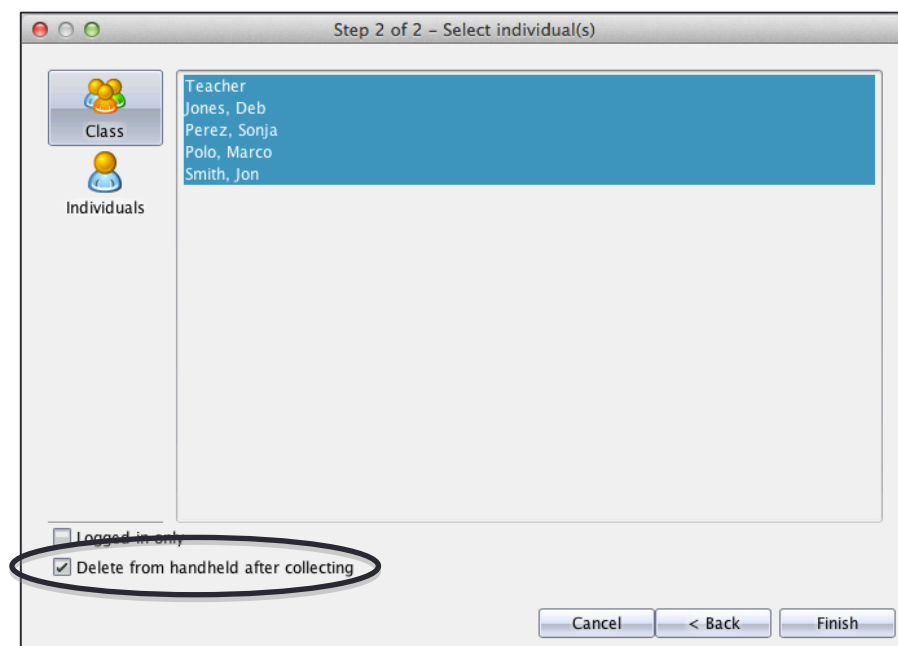 Step 2 of 2 – Select individual(s)
Class
Individuals
Teacher
Jones, Deb
Perez, Sonja
Polo, Marco
Smith, Jon
Logged-in only
Delete from handheld after collecting
Cancel
< Back
Finish